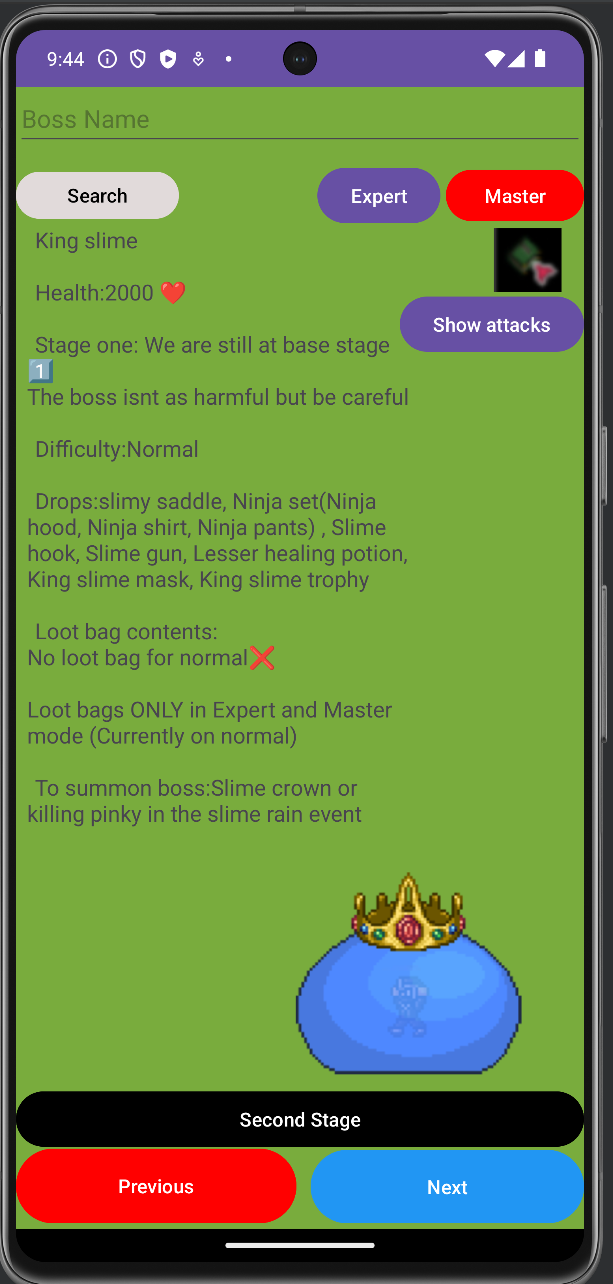 9:44
Boss Name
Search
Expert
Master
King slime
Health:2000 ❤️
Show attacks
Stage one: We are still at base stage
1️⃣
The boss isnt as harmful but be careful
Difficulty:Normal
Drops:slimy saddle, Ninja set(Ninja
hood, Ninja shirt, Ninja pants) , Slime
hook, Slime gun, Lesser healing potion,
King slime mask, King slime trophy
Loot bag contents:
No loot bag for normal❌
Loot bags ONLY in Expert and Master
mode (Currently on normal)
To summon boss:Slime crown or
killing pinky in the slime rain event
Second Stage
Previous
Next